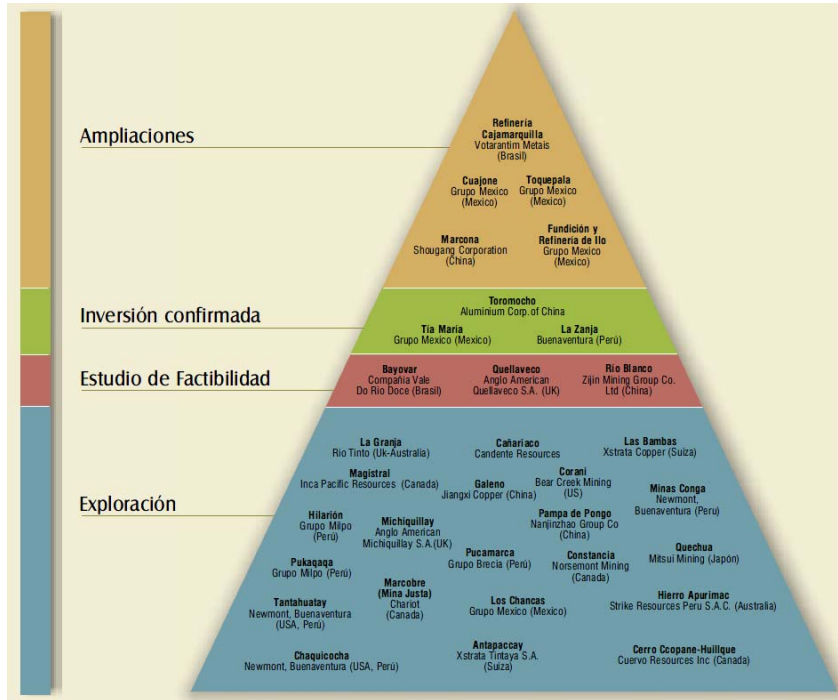 Ampliaciones
Refinería
Cajamarquilla
Votarantim Metais
(Brasil)
Cuajone
Grupo Mexico
(Mexico)
Toquepala
Grupo Mexico
(Mexico)
Marcona
Shougang Corporation
(China)
Fundición y
Refinería de Ilo
Grupo Mexico
(Mexico)
Inversión confirmada
Toromocho
Aluminium Corp. of China
Tía María
Grupo Mexico (Mexico)
La Zanja
Buenaventura (Perú)
Estudio de Factibilidad
Bayovar
Compañia Vale
Do Rio Doce (Brasil)
Quellaveco
Anglo American
Quellaveco S.A. (UK)
Río Blanco
Zijin Mining Group Co.
Ltd (China)
Exploración
La Granja
Rio Tinto (Uk-Australia)
Cañariaco
Candente Resources
Las Bambas
Xstrata Copper (Suiza)
Magistral
Inca Pacific Resources (Canada)
Galeno
Jiangxi Copper (China)
Corani
Bear Creek Mining
(US)
Minas Conga
Newmont,
Buenaventura (Peru)
Hilarión
Grupo Milpo
(Perú)
Michiquillay
Anglo American
Michiquillay S.A.(UK)
Pampa de Pongo
Nanjinzhao Group Co
(China)
Pukaqaqa
Grupo Milpo (Perú)
Pucamarca
Grupo Brecia (Perú)
Constancia
Norsemont Mining
(Canada)
Quechua
Mitsui Mining (Japón)
Tantahuatay
Newmont, Buenaventura
(USA, Perú)
Marcobre
(Mina Justa)
Chariot
(Canada)
Los Chancas
Grupo Mexico (Mexico)
Hierro Apurimac
Strike Resources Peru S.A.C. (Australia)
Chaquicocha
Newmont, Buenaventura (USA, Perú)
Antapaccay
Xstrata Tintaya S.A.
(Suiza)
Cerro Ccopane-Huillque
Cuervo Resources Inc (Canada)